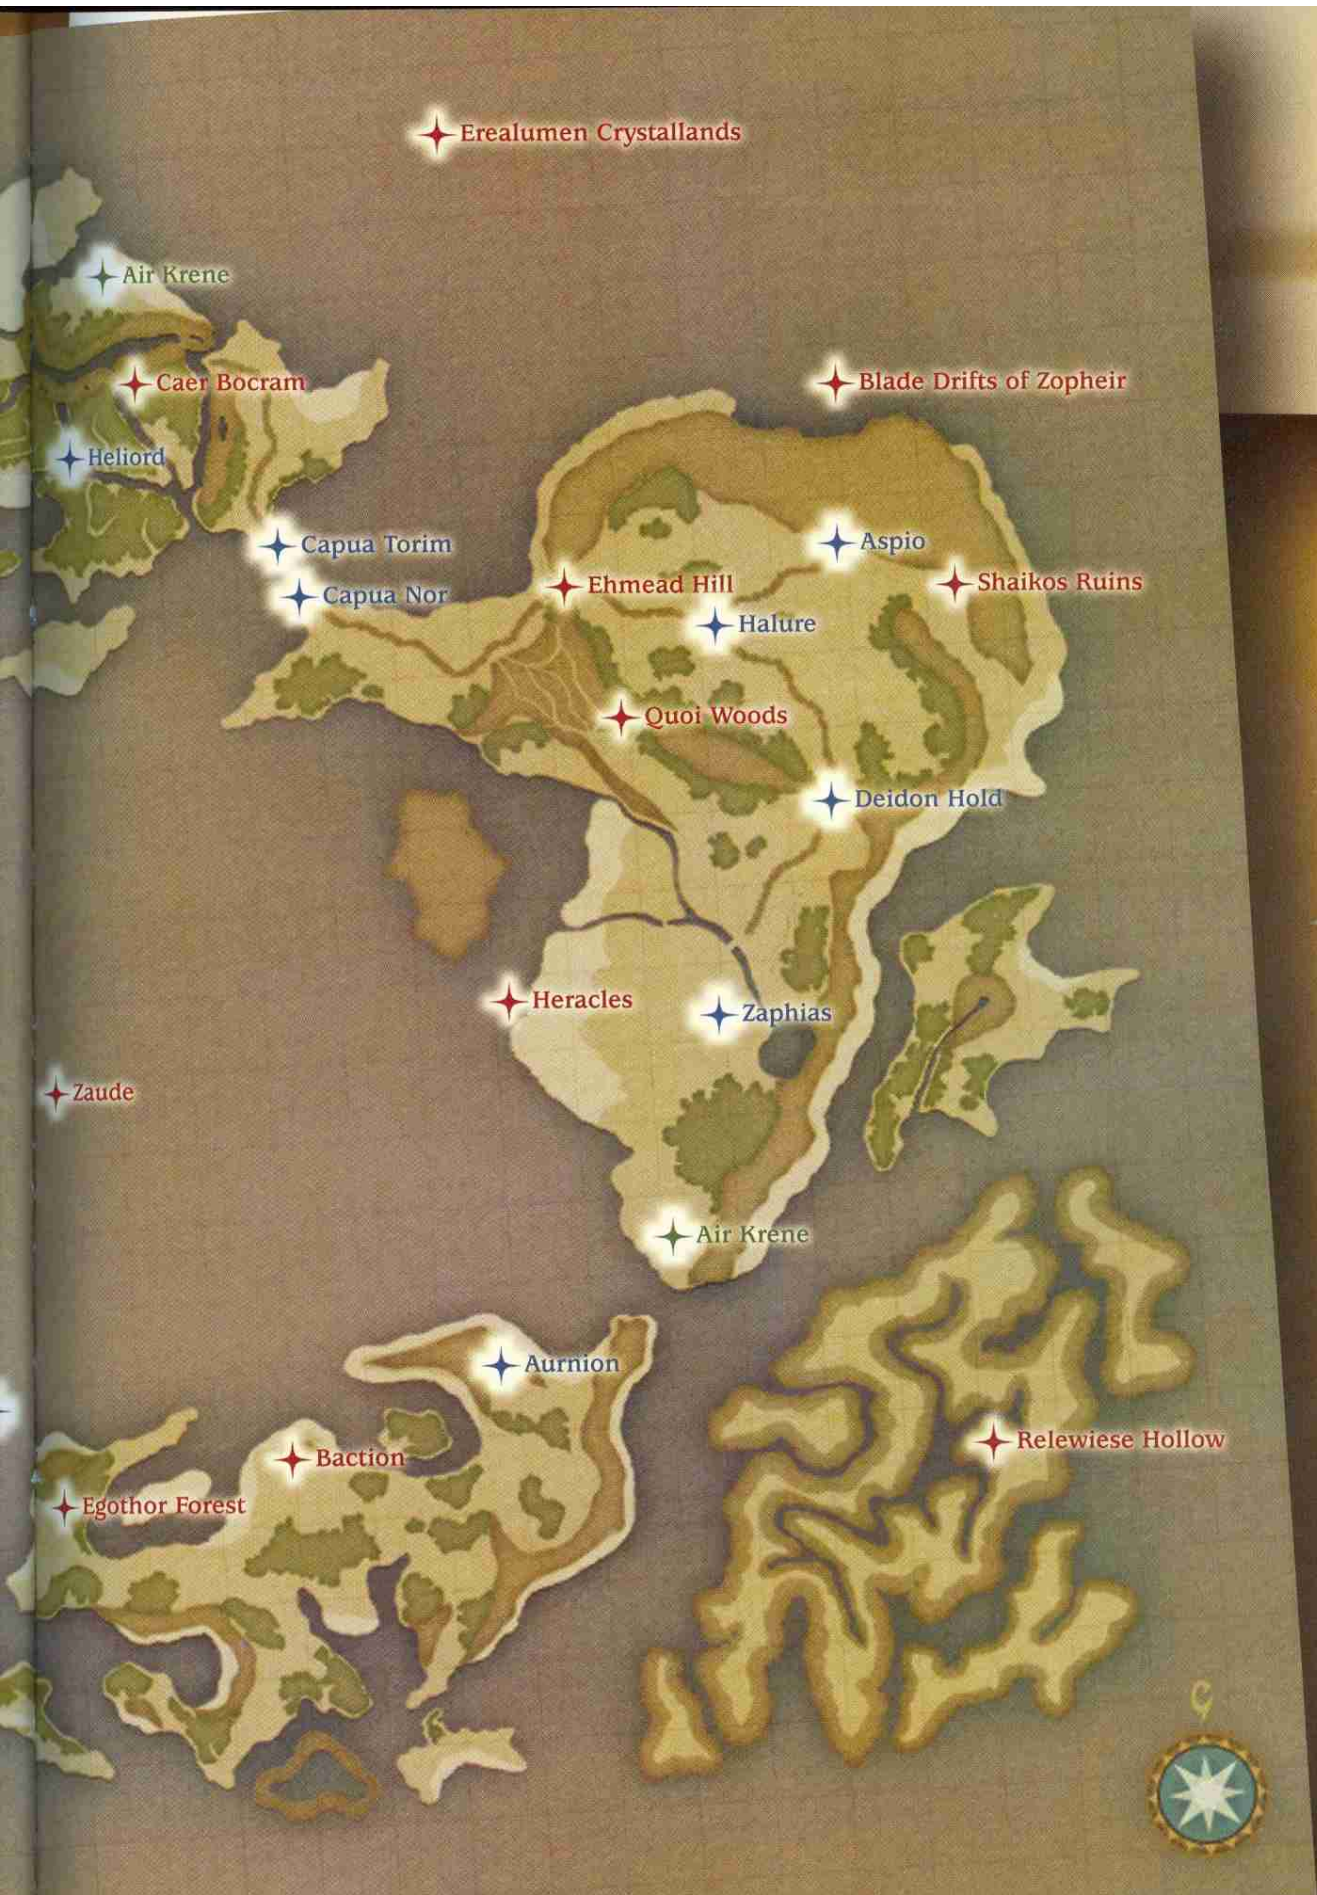 Erealumen Crystallands
Air Krene
Caer Bocram
Blade Drifts of Zopheir
Heliord
Capua Torim
Aspio
Ehmead Hill
Shaikos Ruins
Capua Nor
Halure
Quoi Woods
Deidon Hold
Heracles
Zaphias
Zaude
Air Krene
Aurnion
Relewiese Hollow
Baction
Egothor Forest